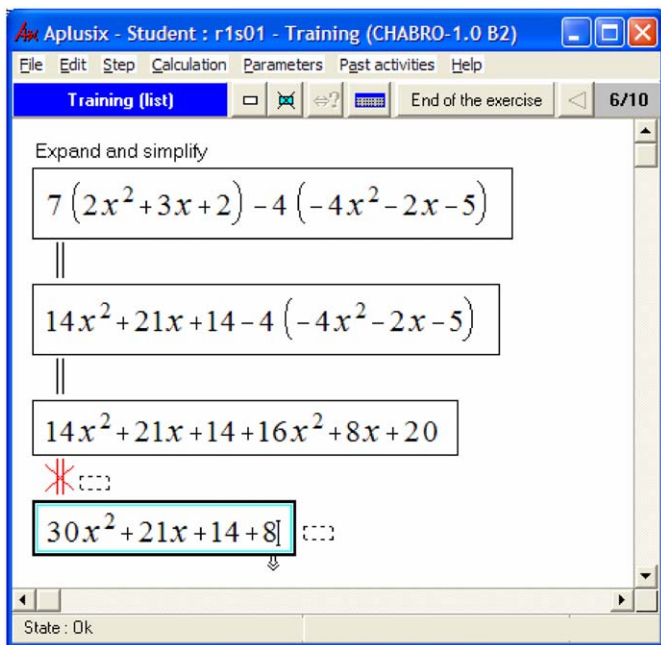 Aplusix - Student : r1s01 - Training (CHABRO-1.0 B2)
File Edit Step Calculation Parameters Past activities Help
Training (list) ⇔? End of the exercise 6/10
Expand and simplify
7(2x²+3x+2)-4(-4x²-2x-5)
||
14x²+21x+14-4(-4x²-2x-5)
||
14x²+21x+14+16x²+8x+20
30x²+21x+14+8
State : Ok